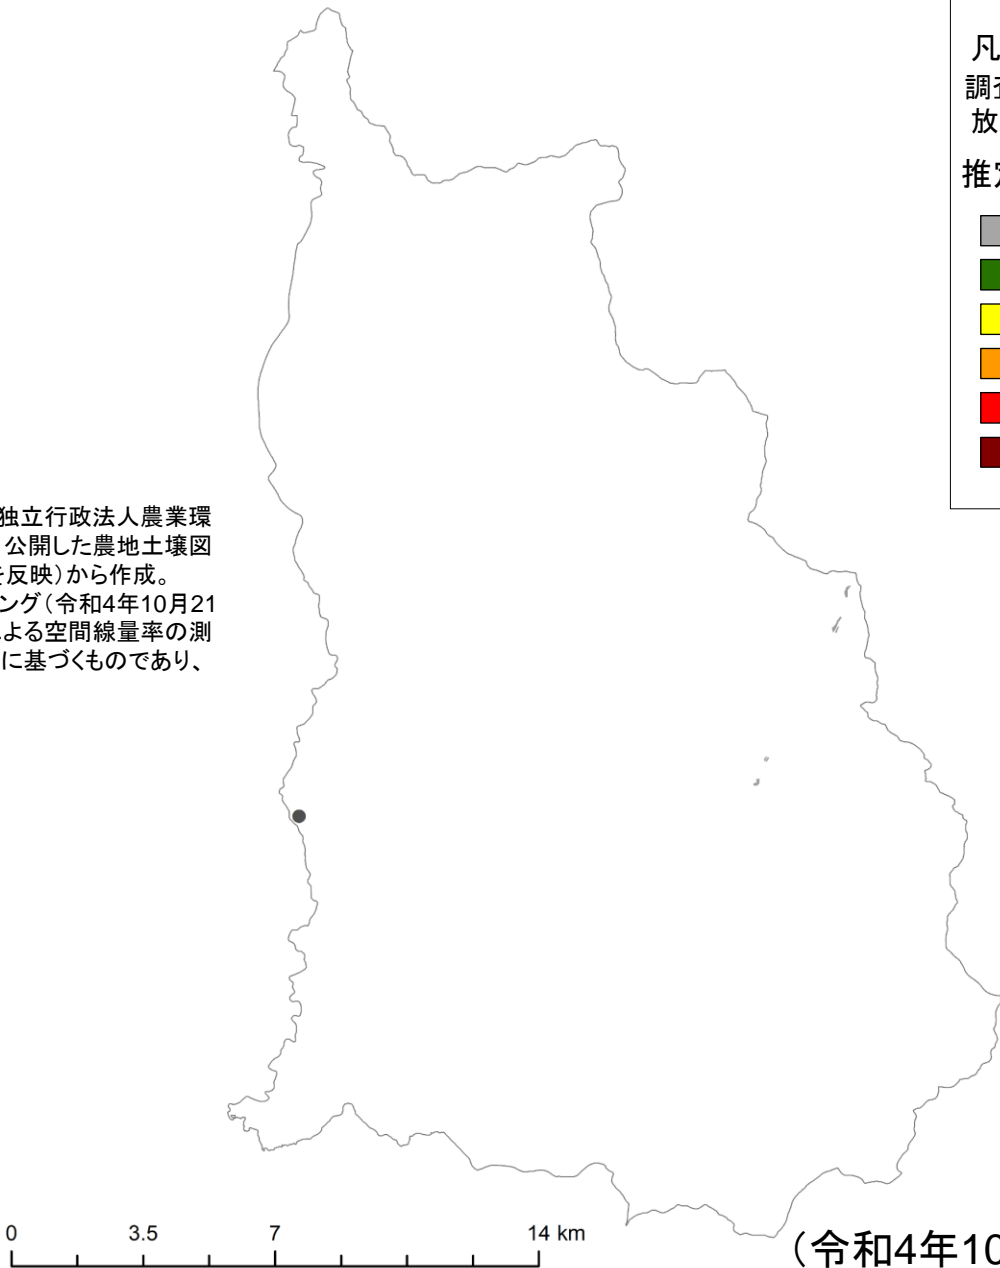 凡
調査
放
推定
独立行政法人農業環
公開した農地土壌図
を反映）から作成。
ング（令和4年10月21
よる空間線量率の測
に基づくものであり、
0 3.5 7 14 km
（令和4年10